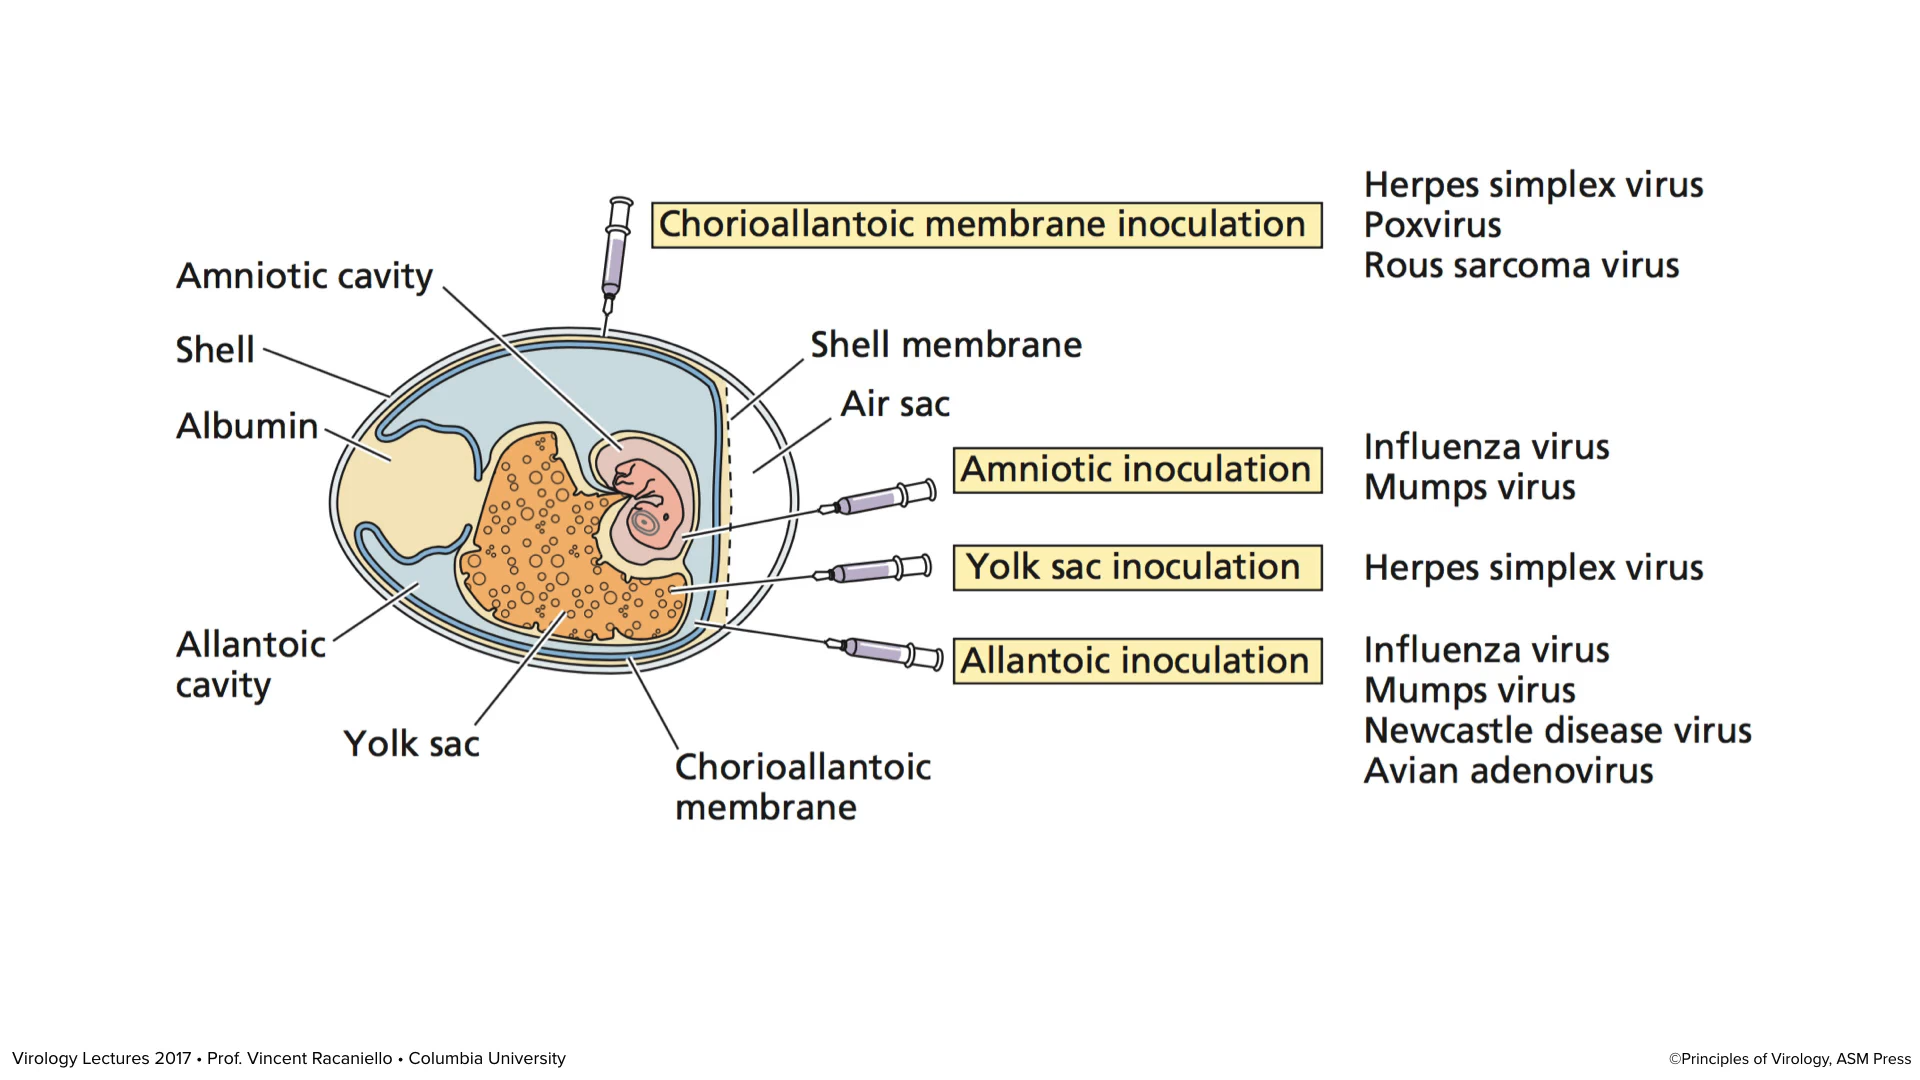 Chorioallantoic membrane inoculation
Herpes simplex virus
Poxvirus
Rous sarcoma virus
Amniotic cavity
Shell
Albumin
Shell membrane
Air sac
Amniotic inoculation
Influenza virus
Mumps virus
Yolk sac inoculation
Herpes simplex virus
Allantoic inoculation
Influenza virus
Mumps virus
Newcastle disease virus
Avian adenovirus
Allantoic
cavity
Yolk sac
Chorioallantoic
membrane
Virology Lectures 2017 • Prof. Vincent Racaniello • Columbia University
©Principles of Virology, ASM Press